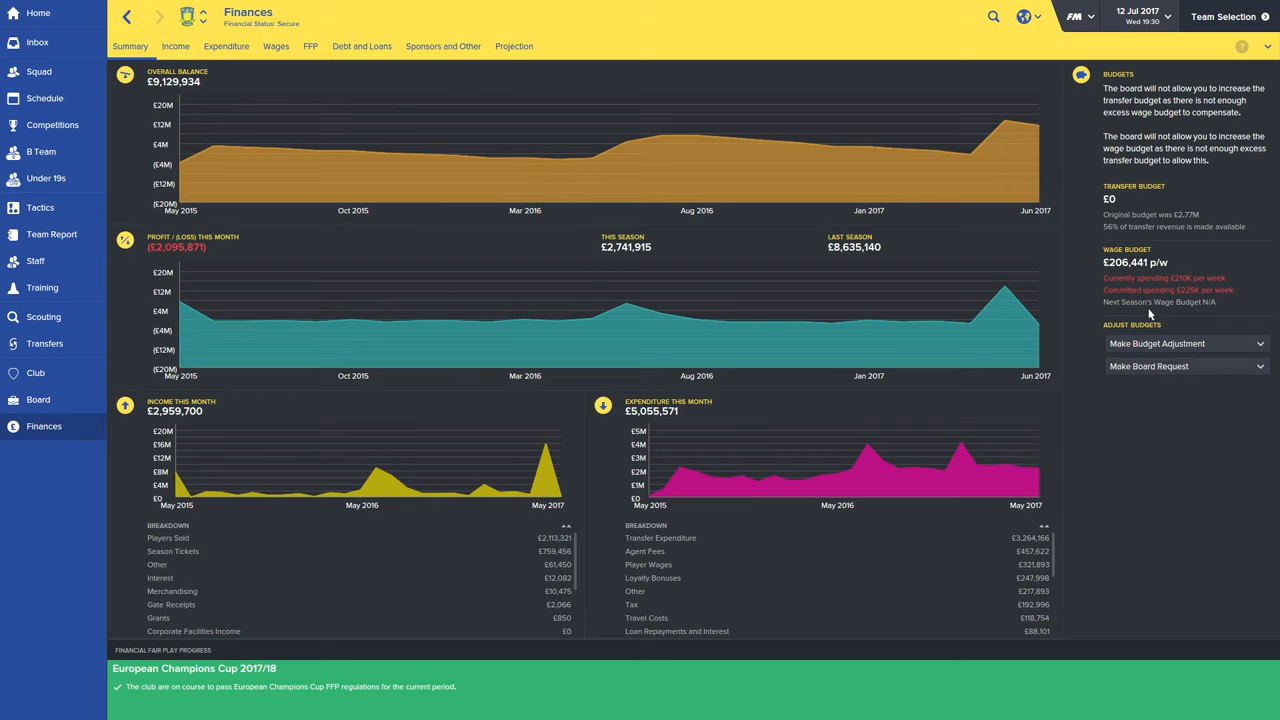 Home
Inbox
Squad
Schedule
Competitions
B Team
Under 19s
Tactics
Team Report
Staff
Training
Scouting
Transfers
Club
Board
Finances
Finances
Financial Status: Secure
FM
12 Jul 2017
Wed 19:30
Team Selection
Summary Income Expenditure Wages FFP Debt and Loans Sponsors and Other Projection
?
OVERALL BALANCE
£9,129,934
£20M
£12M
£4M
(£4M)
(£12M)
(£20M)
May 2015 Oct 2015 Mar 2016 Aug 2016 Jan 2017 Jun 2017
PROFIT / (LOSS) THIS MONTH THIS SEASON LAST SEASON
(£2,095,871) £2,741,915 £8,635,140
£20M
£12M
£4M
(£4M)
(£12M)
(£20M)
May 2015 Oct 2015 Mar 2016 Aug 2016 Jan 2017 Jun 2017
INCOME THIS MONTH
£2,959,700
£20M
£16M
£12M
£8M
£4M
£0
May 2015 May 2016 May 2017
BREAKDOWN
Players Sold £2,113,321
Season Tickets £759,456
Other £61,450
Interest £12,082
Merchandising £10,475
Gate Receipts £2,066
Grants £850
Corporate Facilities Income £0
EXPENDITURE THIS MONTH
£5,055,571
£5M
£4M
£3M
£2M
£1M
£0
May 2015 May 2016 May 2017
BREAKDOWN
Transfer Expenditure £3,264,166
Agent Fees £457,622
Player Wages £321,893
Loyalty Bonuses £247,998
Other £217,893
Tax £192,996
Travel Costs £118,754
Loan Repayments and Interest £88,101
BUDGETS
The board will not allow you to increase the
transfer budget as there is not enough
excess wage budget to compensate.
The board will not allow you to increase the
wage budget as there is not enough excess
transfer budget to allow this.
TRANSFER BUDGET
£0
Original budget was £2.77M
56% of transfer revenue is made available
WAGE BUDGET
£206,441 p/w
Currently spending £210K per week
Committed spending £225K per week
Next Season's Wage Budget N/A
ADJUST BUDGETS
Make Budget Adjustment
Make Board Request
FINANCIAL FAIR PLAY PROGRESS
European Champions Cup 2017/18
The club are on course to pass European Champions Cup FFP regulations for the current period.